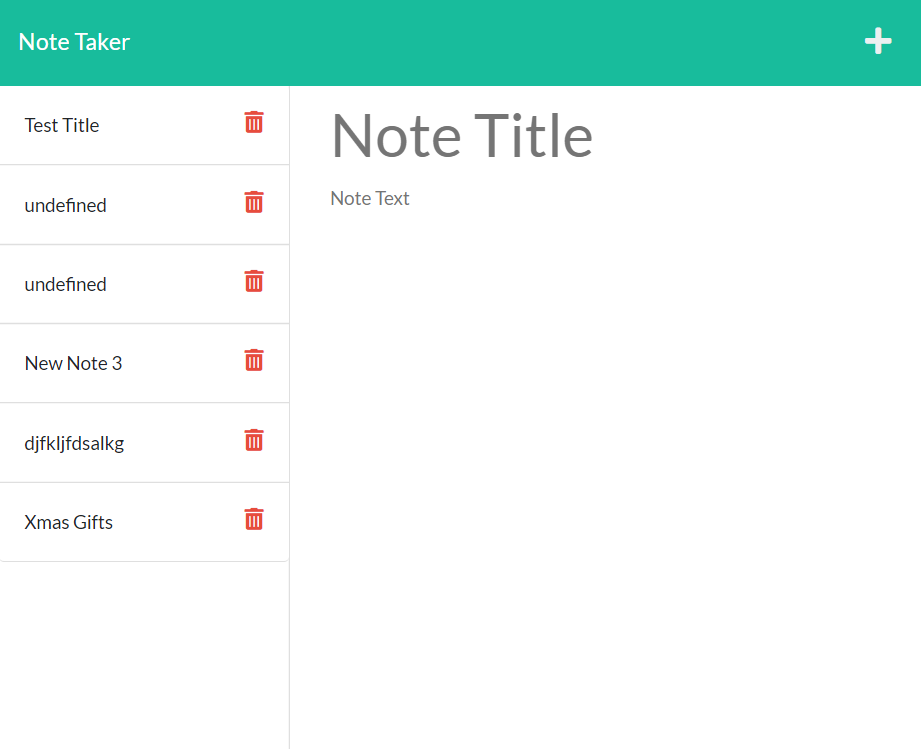 Note Taker
Test Title
undefined
undefined
New Note 3
djfkljfdsalkg
Xmas Gifts
Note Title
Note Text